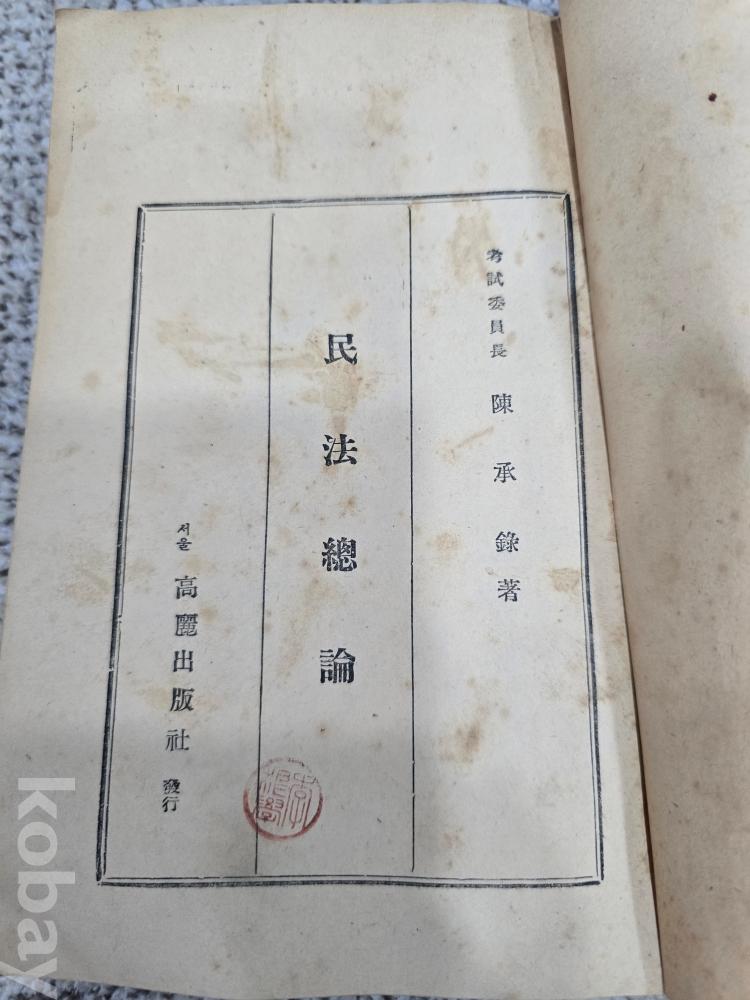 考試委員長 陳承錄著
民法總論
서울 高麗出版社 發行
kobay